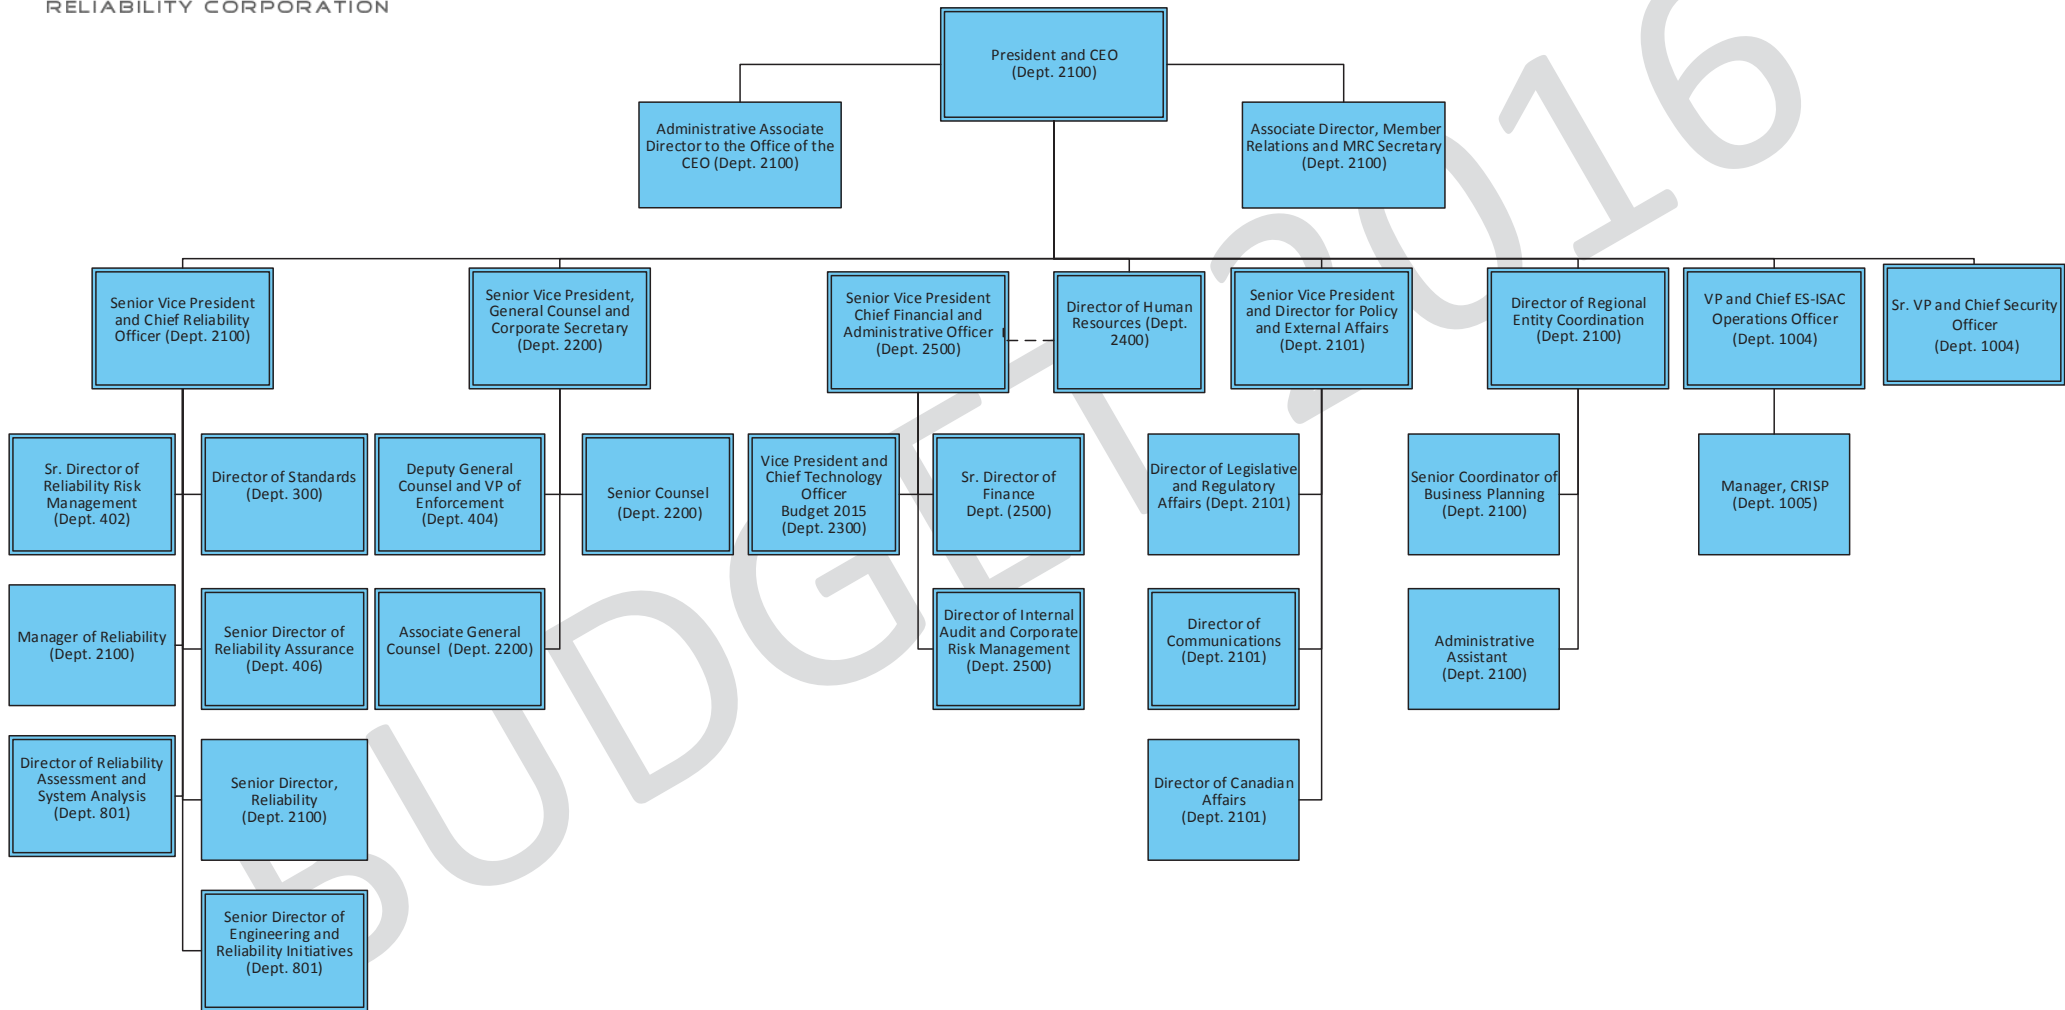 RELIABILITY CORPORATION
President and CEO
(Dept. 2100)
Administrative Associate
Director to the Office of the
CEO (Dept. 2100)
Associate Director, Member
Relations and MRC Secretary
(Dept. 2100)
Senior Vice President
and Chief Reliability
Officer (Dept. 2100)
Senior Vice President,
General Counsel and
Corporate Secretary
(Dept. 2200)
Senior Vice President
Chief Financial and
Administrative Officer
(Dept. 2500)
Director of Human
Resources (Dept.
2400)
Senior Vice President
and Director for Policy
and External Affairs
(Dept. 2101)
Director of Regional
Entity Coordination
(Dept. 2100)
VP and Chief ES-ISAC
Operations Officer
(Dept. 1004)
Sr. VP and Chief Security
Officer
(Dept. 1004)
Sr. Director of
Reliability Risk
Management
(Dept. 402)
Director of Standards
(Dept. 300)
Deputy General
Counsel and VP of
Enforcement
(Dept. 404)
Senior Counsel
(Dept. 2200)
Vice President and
Chief Technology
Officer
Budget 2015
(Dept. 2300)
Sr. Director of
Finance
Dept. (2500)
Director of Legislative
and Regulatory
Affairs (Dept. 2101)
Senior Coordinator of
Business Planning
(Dept. 2100)
Manager, CRISP
(Dept. 1005)
Manager of Reliability
(Dept. 2100)
Senior Director of
Reliability Assurance
(Dept. 406)
Associate General
Counsel (Dept. 2200)
Director of Internal
Audit and Corporate
Risk Management
(Dept. 2500)
Director of
Communications
(Dept. 2101)
Administrative
Assistant
(Dept. 2100)
Director of Reliability
Assessment and
System Analysis
(Dept. 801)
Senior Director,
Reliability
(Dept. 2100)
Director of Canadian
Affairs
(Dept. 2101)
Senior Director of
Engineering and
Reliability Initiatives
(Dept. 801)
BUDGET 2016